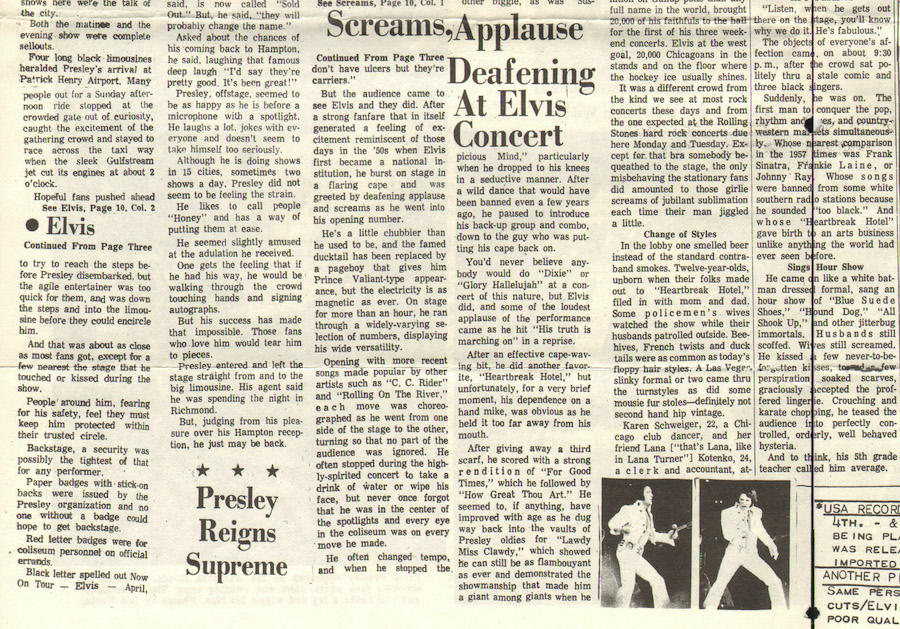 shows here were the talk of
the city.
Both the matinee and the
evening show were complete
sellouts.
Four long black limousines
heralded Presley's arrival at
Patrick Henry Airport. Many
people out for a Sunday after-
noon ride stopped at the
crowded gate out of curiosity,
caught the excitement of the
gathering crowd and stayed to
race across the taxi way
when the sleek Gulfstream
jet cut its engines at about 2
o'clock.
Hopeful fans pushed ahead
See Elvis, Page 10, Col. 2
● Elvis
Continued From Page Three
to try to reach the steps be-
fore Presley disembarked, but
the agile entertainer was too
quick for them, and was down
the steps and into the limou-
sine before they could encircle
him.
And that was about as close
as most fans got, except for a
few nearest the stage that he
touched or kissed during the
show.
People around him, fearing
for his safety, feel they must
keep him protected within
their trusted circle.
Backstage, a security was
possibly the tightest of that
for any performer.
Paper badges with stick-on
backs were issued by the
Presley organization and no
one without a badge could
hope to get backstage.
Red letter badges were for
coliseum personnel on official
errands.
Black letter spelled out Now
On Tour — Elvis — April,
said, is now called "Sold
Out." But, he said, "they will
probably change the name."
Asked about the chances of
his coming back to Hampton,
he said, laughing that famous
deep laugh "I'd say they're
pretty good. It's been great!"
Presley, offstage, seemed to
be as happy as he is before a
microphone with a spotlight.
He laughs a lot, jokes with ev-
eryone and doesn't seem to
take himself too seriously.
Although he is doing shows
in 15 cities, sometimes two
shows a day, Presley did not
seem to be feeling the strain.
He likes to call people
"Honey" and has a way of
putting them at ease.
He seemed slightly amused
at the adulation he received.
One gets the feeling that if
he had his way, he would be
walking through the crowd
touching hands and signing
autographs.
But his success has made
that impossible. Those fans
who love him would tear him
to pieces.
Presley entered and left the
stage straight from and to the
big limousine. His agent said
he was spending the night in
Richmond.
But, judging from his plea-
sure over his Hampton recep-
tion, he just may be back.
★ ★ ★
Presley
Reigns
Supreme
See Screams, Page 10, Col. 1
Screams, Applause
Deafening
At Elvis
Concert
Continued From Page Three
don't have ulcers but they're
carriers."
But the audience came to
see Elvis and they did. After
a strong fanfare that in itself
generated a feeling of ex-
citement reminiscent of those
days in the '50s when Elvis
first became a national in-
stitution, he burst on stage in
a flaring cape and was
greeted by deafening applause
and screams as he went into
his opening number.
He's a little chubbier than
he used to be, and the famed
ducktail has been replaced by
a pageboy that gives him
Prince Valiant-type appear-
ance, but the electricity is as
magnetic as ever. On stage
for more than an hour, he ran
through a widely-varying se-
lection of numbers, displaying
his wide versatility.
Opening with more recent
songs made popular by other
artists such as "C. C. Rider"
and "Rolling On The River,"
each move was choreo-
graphed as he went from one
side of the stage to the other,
turning so that no part of the
audience was ignored. He
often stopped during the high-
ly-spirited concert to take a
drink of water or wipe his
face, but never once forgot
that he was in the center of
the spotlights and every eye
in the coliseum was on every
move he made.
He often changed tempo,
and when he stopped the
other biggie, as was "Sus-
picious Mind," particularly
when he dropped to his knees
in a seductive manner. After
a wild dance that would have
been banned even a few years
ago, he paused to introduce
his back-up group and combo,
down to the guy who was put-
ting his cape back on.
You'd never believe any-
body would do "Dixie" or
"Glory Hallelujah" at a con-
cert of this nature, but Elvis
did, and some of the loudest
applause of the performance
came as he hit "His truth is
marching on" in a reprise.
After an effective cape-wav-
ing bit, he did another favor-
ite, "Heartbreak Hotel," but
unfortunately, for a very brief
moment, his dependence on a
hand mike, was obvious as he
held it too far away from his
mouth.
After giving away a third
scarf, he scored with a strong
rendition of "For Good
Times," which he followed by
"How Great Thou Art." He
seemed to, if anything, have
improved with age as he dug
way back into the vaults of
Presley oldies for "Lawdy
Miss Clawdy," which showed
he can still be as flambouyant
as ever and demonstrated the
showmanship that made him
a giant among giants when he
full name in the world, brought
20,000 of his faithfuls to the hall
for the first of his three week-
end concerts. Elvis at the west
goal, 20,000 Chicagoans in the
stands and on the floor where
the hockey ice usually shines.
It was a different crowd from
the kind we see at most rock
concerts these days and from
the one expected at the Rolling
Stones hard rock concerts due
here Monday and Tuesday. Ex-
cept for that bra somebody be-
queathed to the stage, the only
misbehaving the stationary fans
did amounted to those girlie
screams of jubilant sublimation
each time their man jiggled
a little.
Change of Styles
In the lobby one smelled beer
instead of the standard contra-
band smokes. Twelve-year-olds,
unborn when their folks made
out to "Heartbreak Hotel,"
filed in with mom and dad.
Some policemen's wives
watched the show while their
husbands patrolled outside. Bee-
hives, French twists and duck
tails were as common as today's
floppy hair styles. A Las Vegas
slinky formal or two came thru
the turnstyles as did some
mousie fur stoles—definitely not
second hand hip vintage.
Karen Schweiger, 22, a Chi-
cago club dancer, and her
friend Lana ["that's Lana, like
in Lana Turner"] Kotenko, 24,
a clerk and accountant, at-
"Listen, when he gets out
there on the stage, you'll know
why we do it. He's fabulous."
The objects of everyone's af-
fection came on about 9:30
p. m., after the crowd sat po-
litely thru a stale comic and
three black singers.
Suddenly, he was on. The
first man to conquer the pop,
rhythm and blues, and country-
western markets simultaneous-
ly. Whose nearest comparison
in the 1957 times was Frank
Sinatra, Frankie Laine, or
Johnny Ray. Whose songs
were banned from some white
southern radio stations because
he sounded "too black." And
whose "Heartbreak Hotel"
gave birth to an arts business
unlike anything the world had
ever seen before.
Sings Hour Show
He came on like a white bat-
man dressed formal, sang an
hour show of "Blue Suede
Shoes," "Hound Dog," "All
Shook Up," and other jitterbug
immortals. Husbands still
scoffed. Wives still screamed.
He kissed a few never-to-be-
forgotten kisses, threw a few
perspiration soaked scarves,
graciously accepted the prof-
fered lingerie. Crouching and
karate chopping, he teased the
audience into perfectly con-
trolled, orderly, well behaved
hysteria.
And to think, his 5th grade
teacher called him average.
*USA RECOR
4TH. - &
BEING PL
WAS RELE
IMPORTED
ANOTHER P
SAME PERS
CUTS/ELVI
POOR QUAL